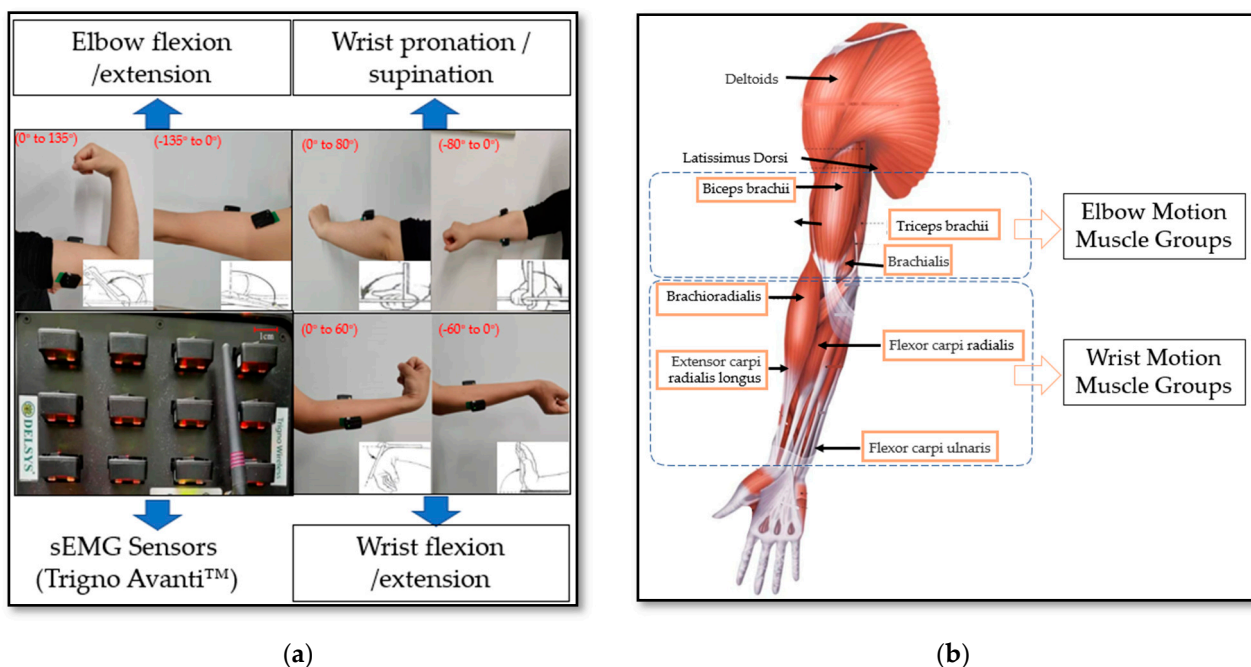 Elbow flexion
/extension
Wrist pronation /
supination
(0° to 135°)
(-135° to 0°)
(0° to 80°)
(-80° to 0°)
1cm
DELSYS®
Trigno Wireless
(0° to 60°)
(-60° to 0°)
sEMG Sensors
(Trigno Avanti™)
Wrist flexion
/extension
(a)
Deltoids
Latissimus Dorsi
Biceps brachii
Triceps brachii
Brachialis
Elbow Motion
Muscle Groups
Brachioradialis
Flexor carpi radialis
Extensor carpi
radialis longus
Wrist Motion
Muscle Groups
Flexor carpi ulnaris
(b)